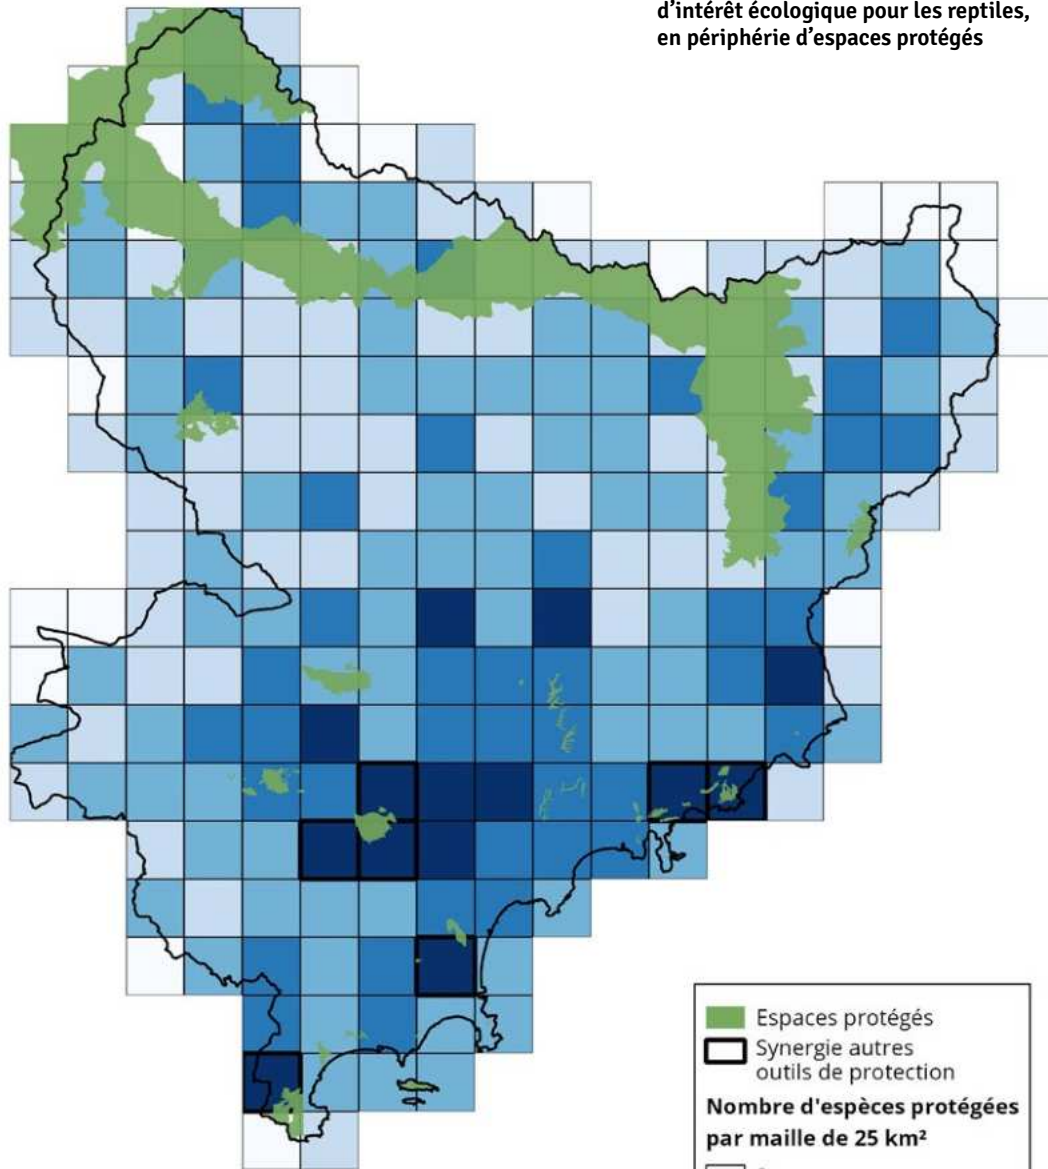 d’intérêt écologique pour les reptiles,
en périphérie d’espaces protégés
Espaces protégés
Synergie autres
outils de protection
Nombre d'espèces protégées
par maille de 25 km²